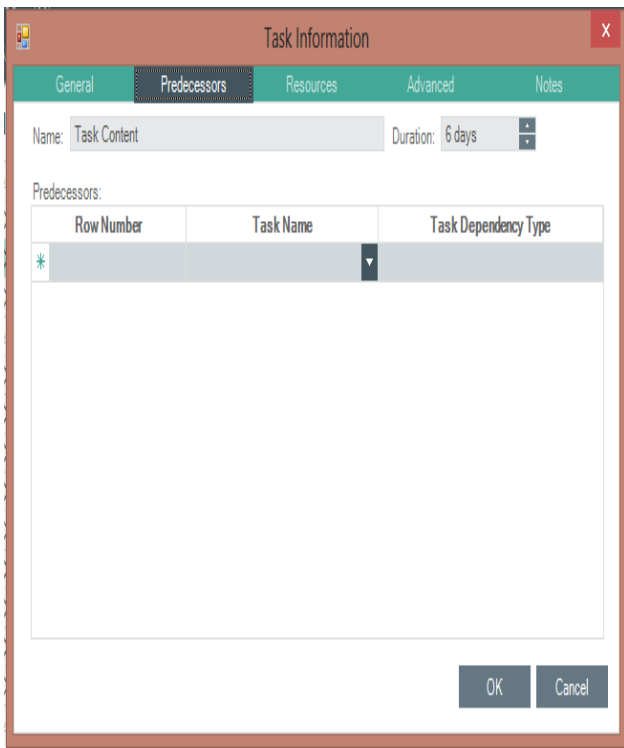 Task Information
X
General Predecessors Resources Advanced Notes
Name: Task Content Duration: 6 days
Predecessors:
Row Number Task Name Task Dependency Type
OK Cancel